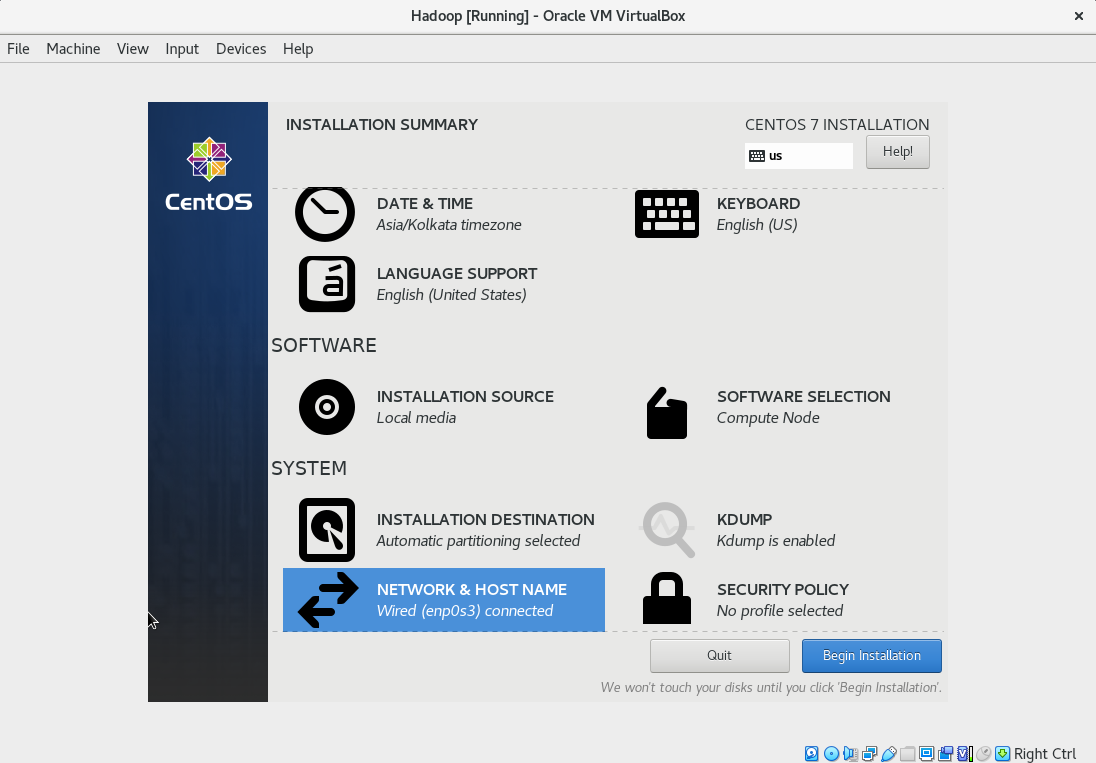 Hadoop [Running] - Oracle VM VirtualBox
File Machine View Input Devices Help
INSTALLATION SUMMARY
CENTOS 7 INSTALLATION
us
Help!
CentOS
DATE & TIME
Asia/Kolkata timezone
KEYBOARD
English (US)
LANGUAGE SUPPORT
English (United States)
SOFTWARE
INSTALLATION SOURCE
Local media
SOFTWARE SELECTION
Compute Node
SYSTEM
INSTALLATION DESTINATION
Automatic partitioning selected
KDUMP
Kdump is enabled
NETWORK & HOST NAME
Wired (enp0s3) connected
SECURITY POLICY
No profile selected
Quit
Begin Installation
We won't touch your disks until you click 'Begin Installation'.
Right Ctrl